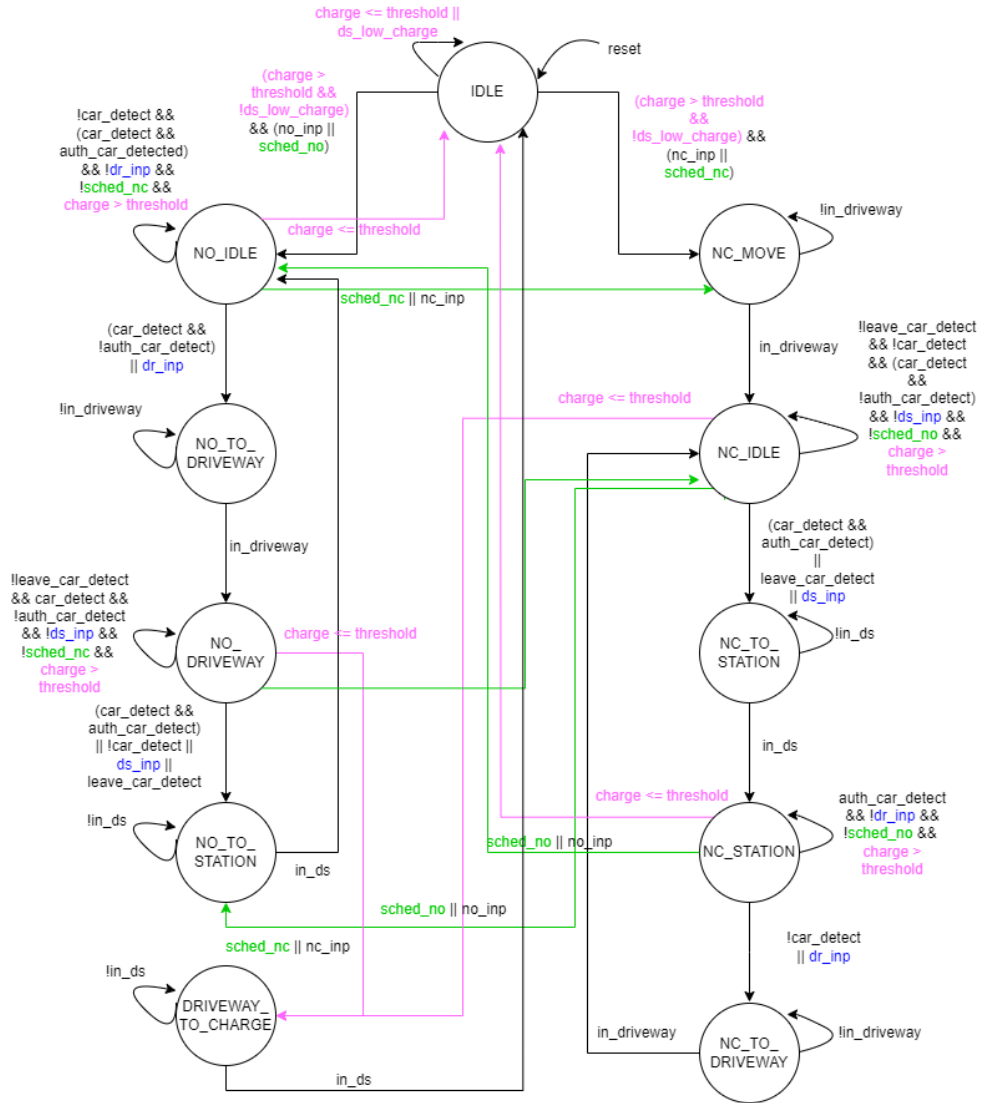 charge <= threshold ||
ds_low_charge
reset
IDLE
(charge >
threshold &&
!ds_low_charge)
&& (no_inp ||
sched_no)
(charge > threshold
&&
!ds_low_charge) &&
(nc_inp ||
sched_nc)
!car_detect &&
(car_detect &&
auth_car_detected)
&& !dr_inp &&
!sched_nc &&
charge > threshold
charge <= threshold
NO_IDLE
!in_driveway
NC_MOVE
sched_nc || nc_inp
(car_detect &&
!auth_car_detect)
|| dr_inp
in_driveway
!leave_car_detect
&& !car_detect
&& (car_detect
&&
!auth_car_detect)
&& !ds_inp &&
!sched_no &&
charge >
threshold
charge <= threshold
!in_driveway
NO_TO_
DRIVEWAY
NC_IDLE
in_driveway
(car_detect &&
auth_car_detect)
||
leave_car_detect
|| ds_inp
!leave_car_detect
&& car_detect &&
!auth_car_detect
&& !ds_inp &&
!sched_nc &&
charge >
threshold
charge <= threshold
NO_
DRIVEWAY
NC_TO_
STATION
!in_ds
(car_detect &&
auth_car_detect)
|| !car_detect ||
ds_inp ||
leave_car_detect
in_ds
charge <= threshold
auth_car_detect
&& !dr_inp &&
!sched_no &&
charge >
threshold
!in_ds
NO_TO_
STATION
in_ds
sched_no || no_inp
NC_STATION
sched_no || no_inp
sched_nc || nc_inp
!car_detect
|| dr_inp
!in_ds
DRIVEWAY_
TO_CHARGE
in_driveway
NC_TO_
DRIVEWAY
!in_driveway
in_ds